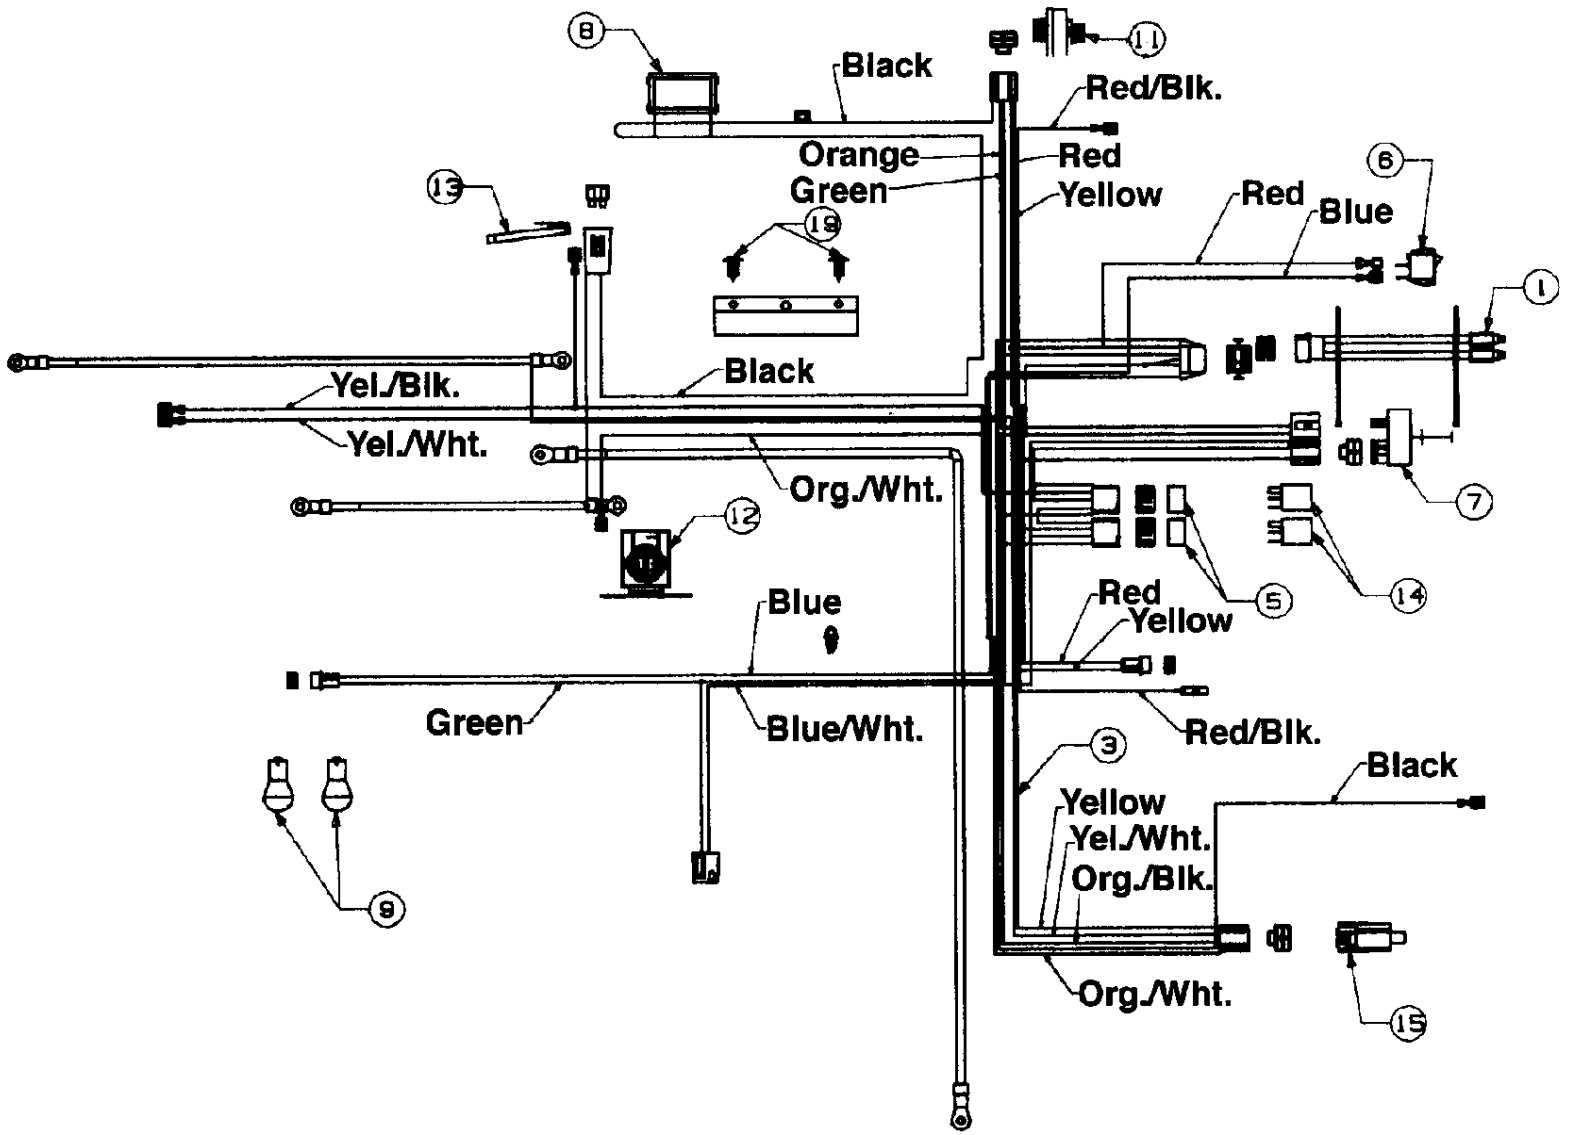 8
11
Black
Red/Blk.
Orange
Red
Green
Yellow
6
13
19
Red
Blue
1
Yel./Blk.
Black
Yel./Wht.
Org./Wht.
7
12
5
14
Blue
Red
Yellow
Green
Blue/Wht.
Red/Blk.
3
Black
Yellow
Yel./Wht.
Org./Blk.
9
Org./Wht.
15